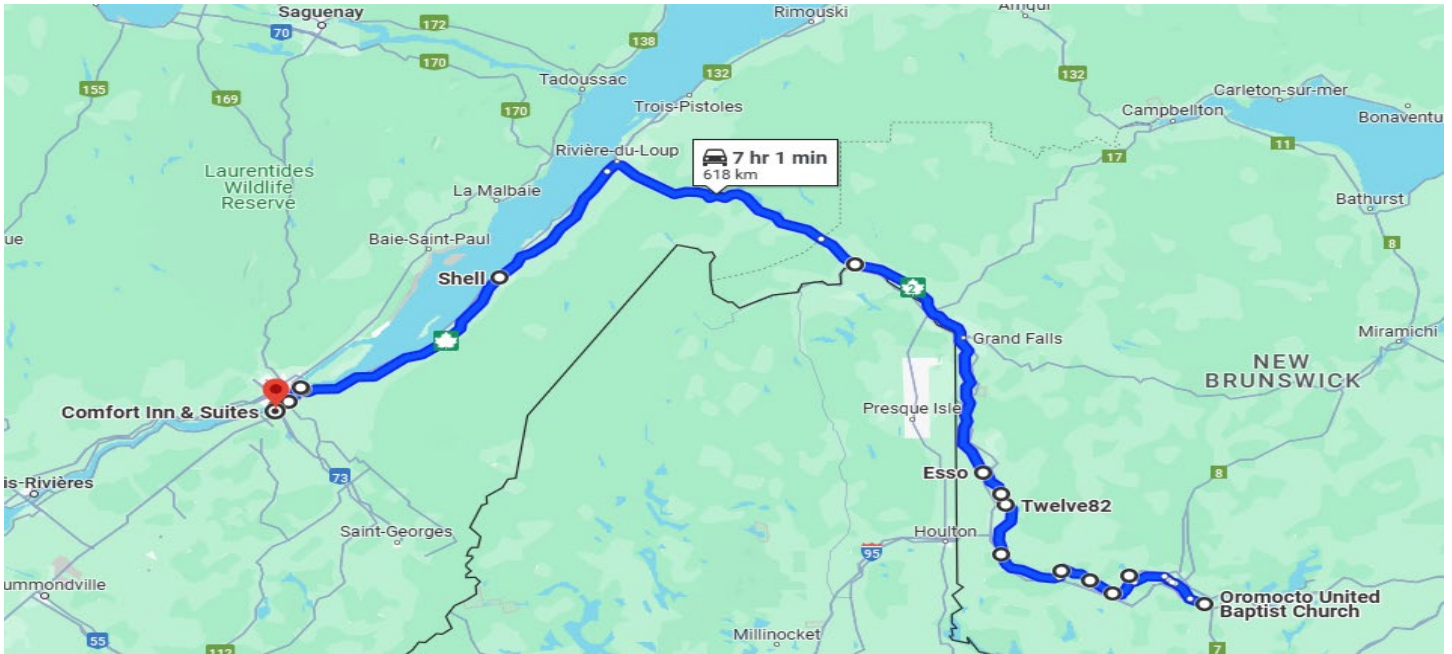 Saguenay
172
Rimouski
Amqui
70
138
170
155
169
Tadoussac
132
132
Trois-Pistoles
170
Carleton-sur-mer
Campbellton
Bonaventu
Rivière-du-Loup
7 hr 1 min
618 km
17
11
Laurentides
Wildlife
Reserve
La Malbaie
Bathurst
ue
Baie-Saint-Paul
8
Shell
2
Miramichi
Grand Falls
NEW
BRUNSWICK
Comfort Inn & Suites
Presque Isle
Esso
8
73
is-Rivières
Twelve82
Saint-Georges
Houlton
95
ummondville
Oromocto United
Baptist Church
Millinocket
55
112
7